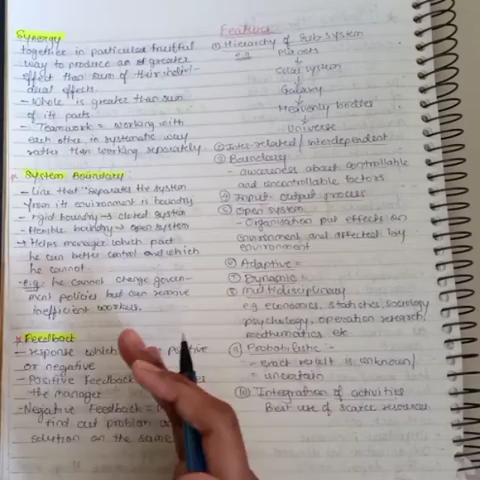 Synergy
together in particular fruitful
way to produce an of greater
effect than sum of their indivi-
dual effects.
- Whole is greater than sum
of its parts.
- Teamwork = working with
each other in systematic way
rather than working separately.
System Boundary
- Line that separates the system
from its environment is boundry
- rigid boundry → closed system
- flexible boundry → open system
→ Helps manager which part
he can better control and which
he cannot.
e.g. he cannot change govern-
ment policies but can remove
inefficient workers.
Feedback
- response which positive
or negative
- Positive Feedback
the manager
- Negative Feedback =
find out problem
solution on the same
Features
① Hierarchy of Sub System
e.g. Planets
↓
Solar system
↓
Galaxy
↓
Heavenly bodies
↓
Universe
② Inter-related / interdependent
③ Boundary
- awareness about controllable
and uncontrollable factors
④ Input-output process
⑤ Open system
- Organisation put effects on
environment and affected by
environment
⑥ Adaptive =
⑦ Dynamic =
⑧ Multidisciplinary
e.g. economics, statistics, sociology
psychology, operation research,
mathematics etc
⑨ Probabilistic -
- exact result is unknown/
= uncertain
⑩ Integration of activities
Best use of scarce resources